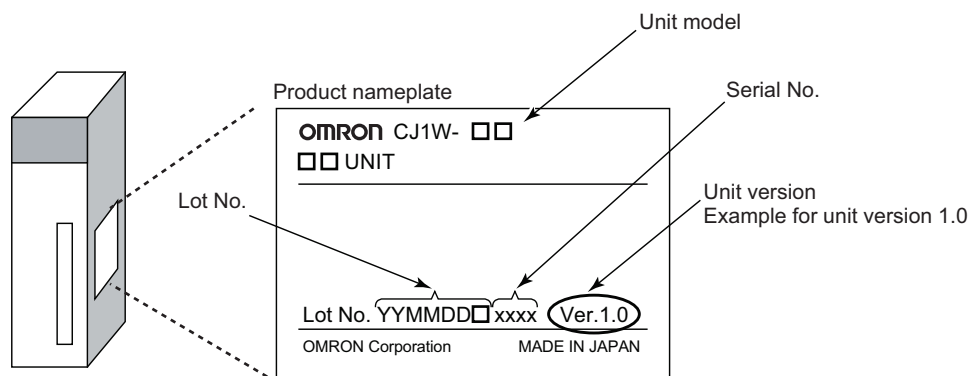 Unit model
Product nameplate
Serial No.
OMRON CJ1W- □□
□□ UNIT
Lot No.
Unit version
Example for unit version 1.0
Lot No. YYMMDD□ xxxx Ver.1.0
OMRON Corporation MADE IN JAPAN